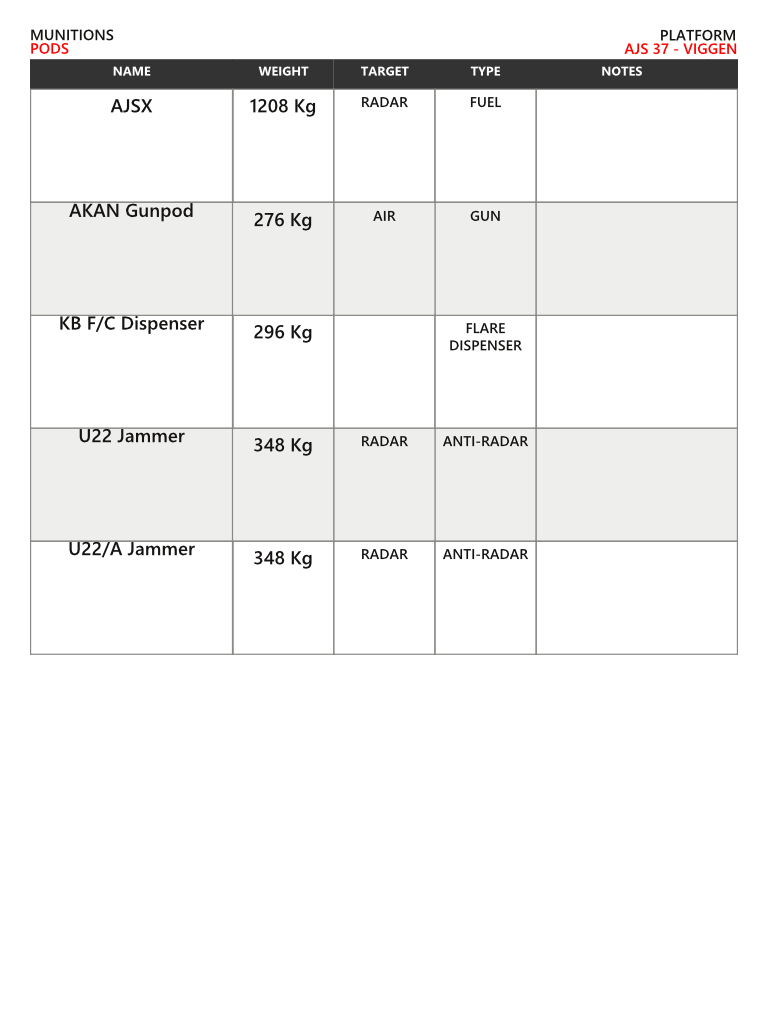 MUNITIONS PLATFORM
PODS AJS 37 - VIGGEN
NAME WEIGHT TARGET TYPE NOTES
AJSX 1208 Kg RADAR FUEL
AKAN Gunpod 276 Kg AIR GUN
KB F/C Dispenser 296 Kg FLARE
DISPENSER
U22 Jammer 348 Kg RADAR ANTI-RADAR
U22/A Jammer 348 Kg RADAR ANTI-RADAR